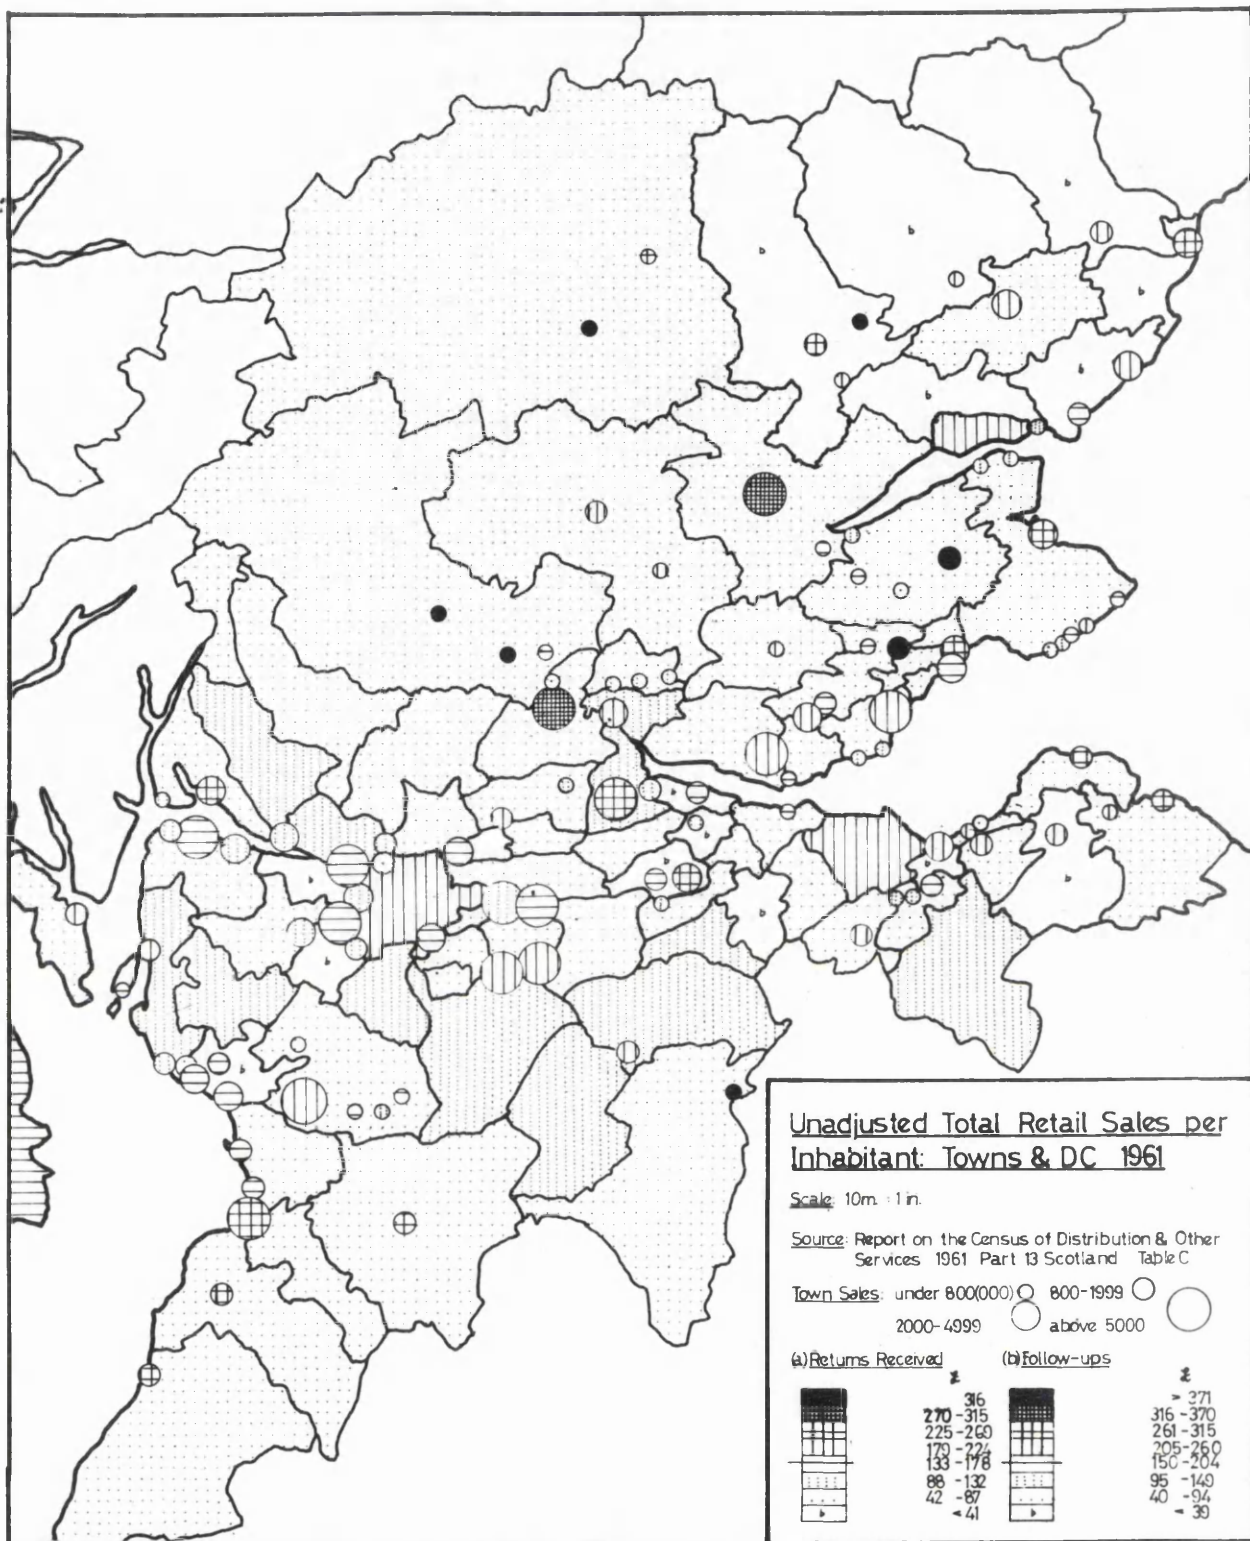 b
b
b
b
b
b
b
b
b
b
b
b
b
b
Unadjusted Total Retail Sales per
Inhabitant: Towns & DC 1961
Scale: 10m : 1 in.
Source: Report on the Census of Distribution & Other
Services 1961 Part 13 Scotland Table C
Town Sales: under 800(000) 800-1999
2000-4999 above 5000
(a) Returns Received (b) Follow-ups
£ £
316 > 371
270 -315 316 -370
225 -269 261 -315
179 -224 205 -260
133 -178 150 -204
88 -132 95 -149
42 -87 40 -94
b < 41 b < 39